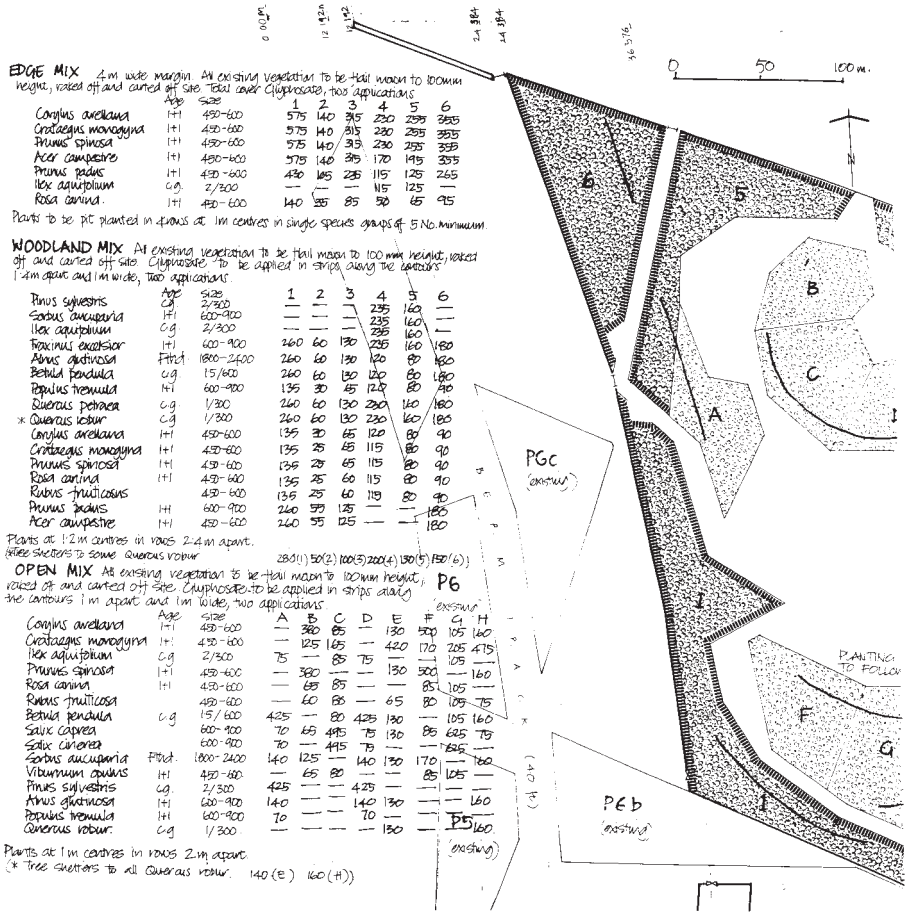 0.00M
12.192
12.192
24.384
24.384
36.576
0 50 100 m.
N
EDGE MIX 4m wide margin. All existing vegetation to be flail mown to 100mm
height, raked off and carted off site. Total cover Glyphosate, two applications
Age Size 1 2 3 4 5 6
Corylus avellana 1+1 450-600 575 140 315 230 255 355
Crataegus monogyna 1+1 450-600 575 140 315 230 255 355
Prunus spinosa 1+1 450-600 575 140 315 230 255 355
Acer campestre 1+1 450-600 575 140 315 170 195 355
Prunus padus 1+1 450-600 430 105 235 115 125 265
Ilex aquifolium c.g. 2/300 — — — 115 125 —
Rosa canina. 1+1 450-600 140 35 85 50 65 95
Plants to be pit planted in 4 rows at 1m centres in single species groups of 5 No. minimum.
WOODLAND MIX All existing vegetation to be flail mown to 100 mm height, raked
off and carted off site. Glyphosate to be applied in strips along the contours
1.4m apart and 1m wide, two applications.
Age Size 1 2 3 4 5 6
Pinus sylvestris c.g. 2/300 — — — 235 160 —
Sorbus aucuparia 1+1 600-900 — — — 235 160 —
Ilex aquifolium c.g. 2/300 — — — 235 160 —
Fraxinus excelsior 1+1 600-900 260 60 130 235 160 180
Alnus glutinosa Fthd. 1800-2400 260 60 130 120 80 180
Betula pendula c.g 15/600 260 60 130 120 80 180
Populus tremula 1+1 600-900 135 30 65 120 80 90
Quercus petraea c.g. 1/300 260 60 130 230 160 180
* Quercus robur c.g 1/300 260 60 130 230 160 180
Corylus avellana 1+1 450-600 135 30 65 120 80 90
Crataegus monogyna 1+1 450-600 135 25 65 115 80 90
Prunus spinosa 1+1 450-600 135 25 65 115 80 90
Rosa canina 1+1 450-600 135 25 60 115 80 90
Rubus fruiticosus 450-600 135 25 60 115 80 90
Prunus padus 1+1 600-900 260 55 125 — — 180
Acer campestre 1+1 450-600 260 55 125 — — 180
Plants at 1.2m centres in rows 2.4m apart.
(*Tree shelters to some Quercus robur 280(1) 50(2) 100(3) 200(4) 130(5) 150(6))
OPEN MIX All existing vegetation to be flail mown to 100mm height,
raked off and carted off site. Glyphosate to be applied in strips along
the contours 1m apart and 1m wide, two applications.
Age Size A B C D E F G H
Corylus avellana 1+1 450-600 — 380 85 — 130 500 105 160
Crataegus monogyna 1+1 450-600 — 125 165 — 420 170 205 475
Ilex aquifolium c.g 2/300 75 — 85 75 — — 105 —
Prunus spinosa 1+1 450-600 — 380 — — 130 500 — 160
Rosa canina 1+1 450-600 — 65 85 — — 85 105 —
Rubus fruiticosa 450-600 — 60 85 — 65 80 105 75
Betula pendula c.g 15/600 425 — 80 425 130 — 105 160
Salix caprea 600-900 70 65 495 75 130 85 625 75
Salix cinerea 600-900 70 — 495 75 — — 625 —
Sorbus aucuparia Fthd. 1800-2400 140 125 — 140 130 170 — 160
Viburnum opulus 1+1 450-600 — 65 80 — — 85 105 —
Pinus sylvestris c.g. 2/300 425 — — 425 — — — —
Alnus glutinosa 1+1 600-900 140 — — 140 130 — — 160
Populus tremula 1+1 600-900 70 — — 70 — — — —
Quercus robur. c.g 1/300 — — — — 130 — — 160
Plants at 1m centres in rows 2m apart.
(* Tree shelters to all Quercus robur. 140(E) 160(H))
6
5
B
C
A
D
PGC
(existing)
P6
(existing)
1
PLANTING
TO FOLLOW
F
G
P6b
(existing)
P5
(existing)
1
* (140(H)